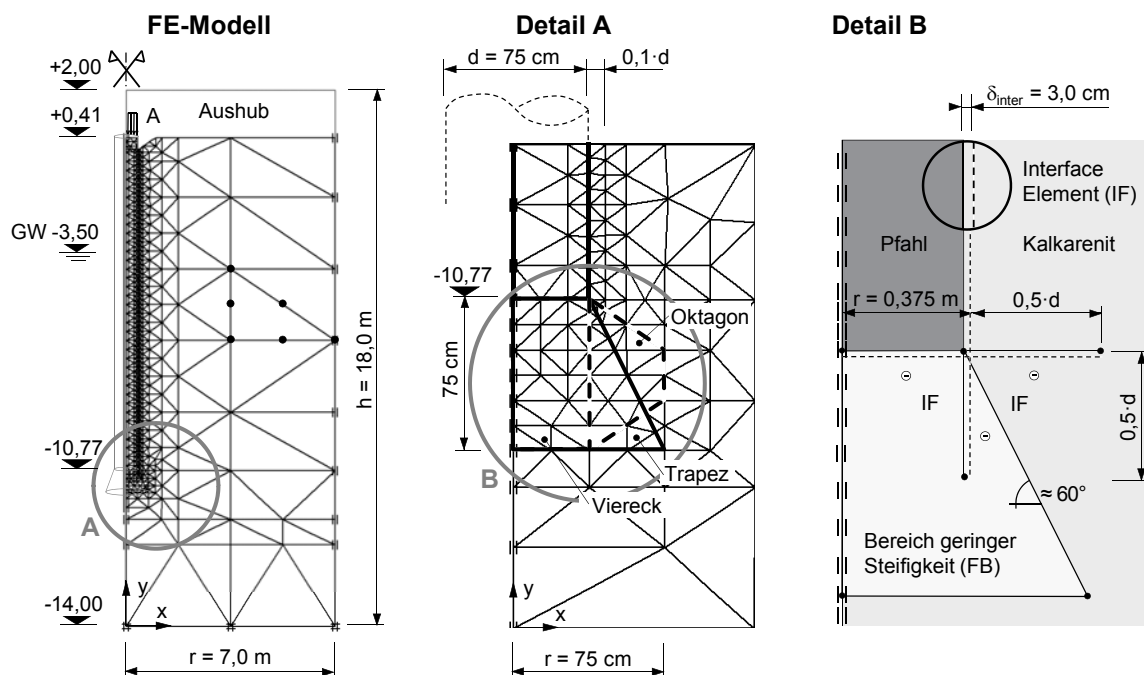 FE-Modell
+2,00
Aushub
+0,41
A
GW -3,50
h = 18,0 m
-10,77
A
-14,00
y
x
r = 7,0 m
Detail A
d = 75 cm
0,1·d
-10,77
75 cm
Oktagon
B
Trapez
Viereck
y
x
r = 75 cm
Detail B
δinter = 3,0 cm
Interface
Element (IF)
Pfahl
Kalkarenit
r = 0,375 m
0,5·d
IF
IF
0,5·d
≈ 60°
Bereich geringer
Steifigkeit (FB)